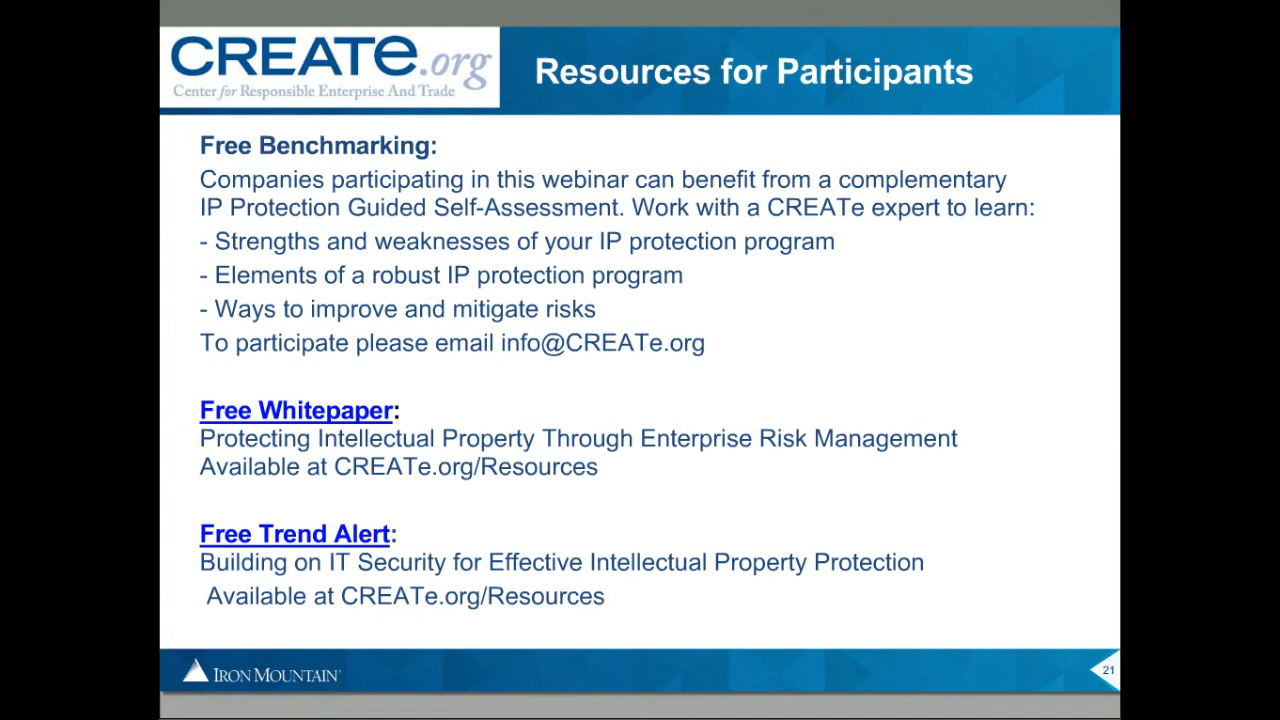 CREATe.org
Center for Responsible Enterprise And Trade
Resources for Participants
Free Benchmarking:
Companies participating in this webinar can benefit from a complementary
IP Protection Guided Self-Assessment. Work with a CREATe expert to learn:
- Strengths and weaknesses of your IP protection program
- Elements of a robust IP protection program
- Ways to improve and mitigate risks
To participate please email info@CREATe.org
Free Whitepaper:
Protecting Intellectual Property Through Enterprise Risk Management
Available at CREATe.org/Resources
Free Trend Alert:
Building on IT Security for Effective Intellectual Property Protection
Available at CREATe.org/Resources
IRON MOUNTAIN®
21